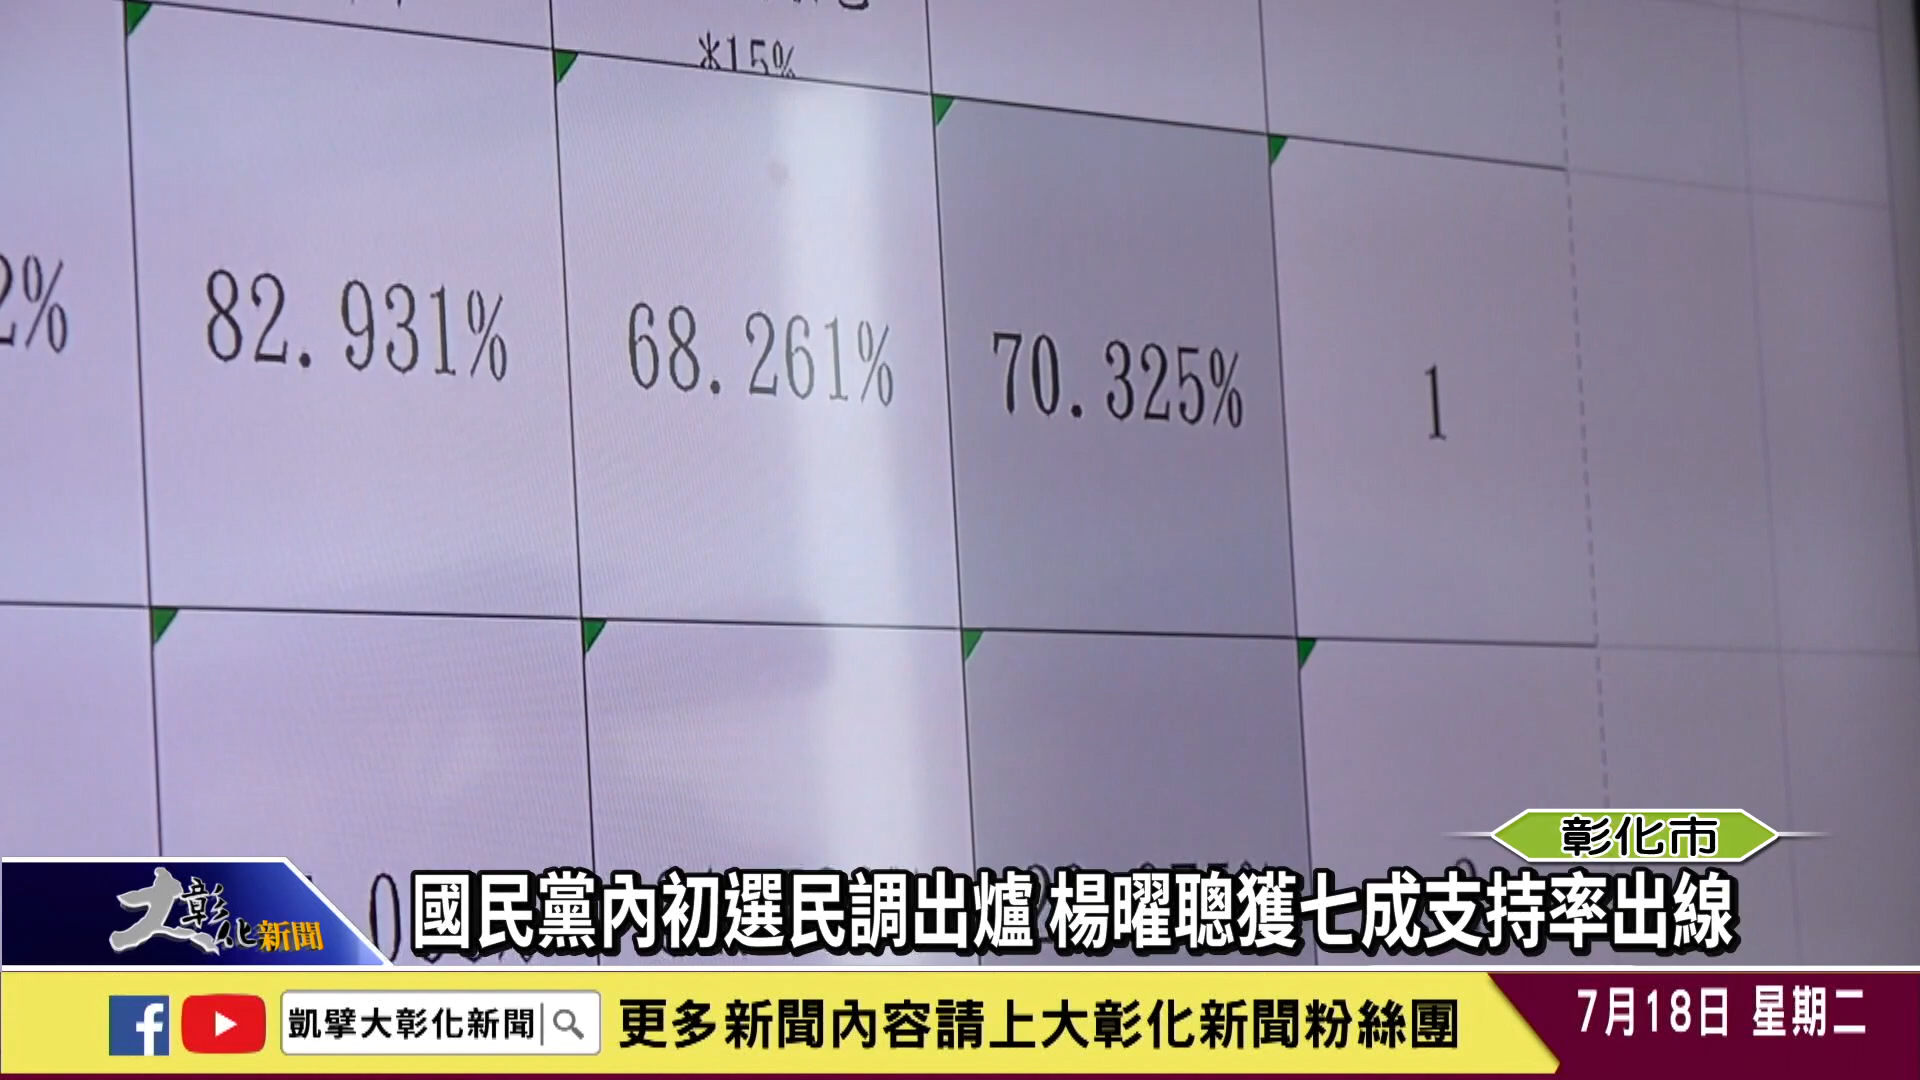 *15%
2%
82.931%
68.261%
70.325%
1
彰化市
大彰化新聞
國民黨內初選民調出爐 楊曜聰獲七成支持率出線
凱擘大彰化新聞
更多新聞內容請上大彰化新聞粉絲團
7月18日 星期二